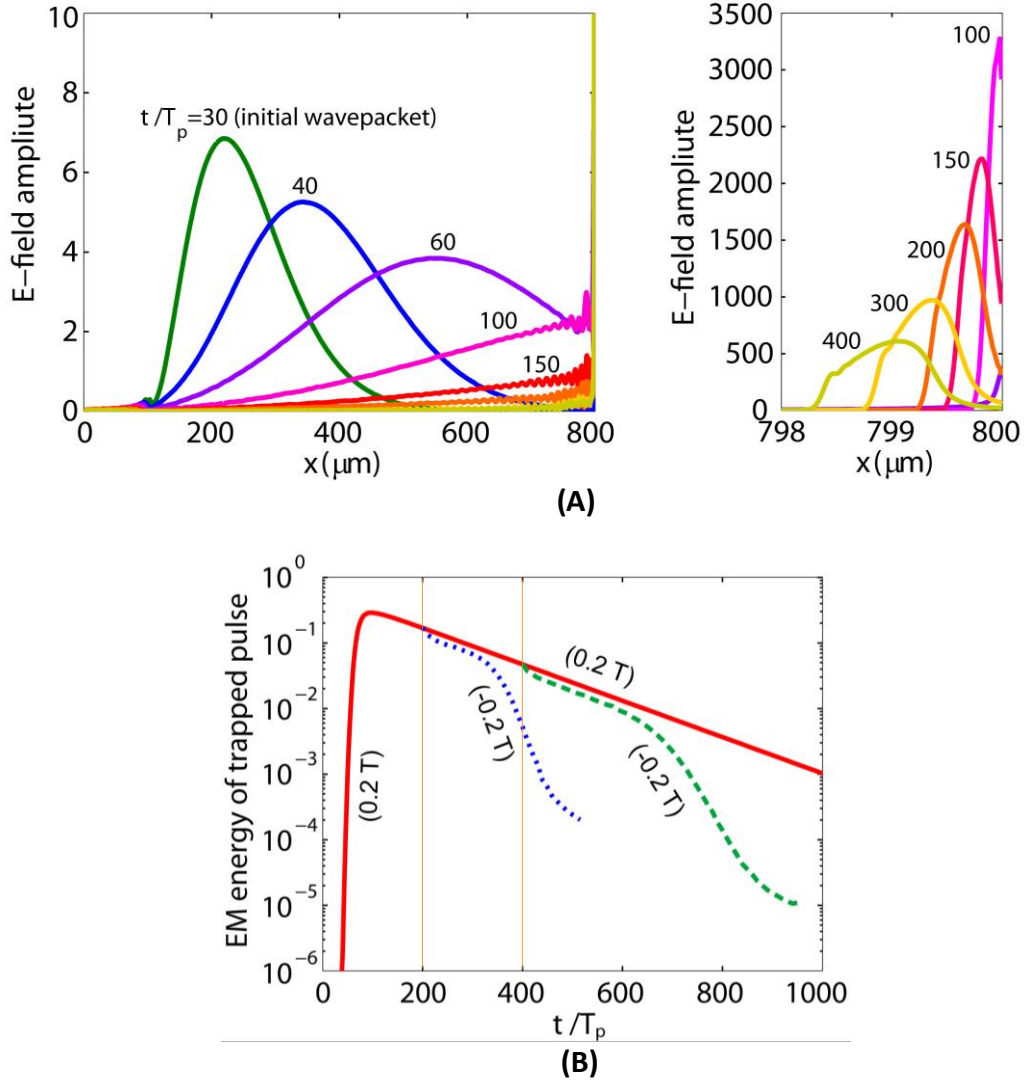 10
8
6
4
2
0
E−field ampliute
t /Tp=30 (initial wavepacket)
40
60
100
150
0 200 400 600 800
x (μm)
3500
3000
2500
2000
1500
1000
500
0
E−field ampliute
100
150
200
300
400
798 799 800
x (μm)
(A)
10^0
10^−1
10^−2
10^−3
10^−4
10^−5
10^−6
EM energy of trapped pulse
(0.2 T)
(-0.2 T)
(0.2 T)
(-0.2 T)
0 200 400 600 800 1000
t /Tp
(B)